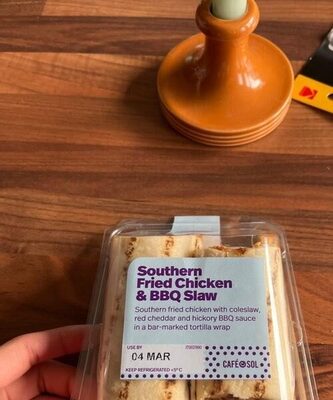 Southern
Fried Chicken
& BBQ Slaw
Southern fried chicken with coleslaw,
red cheddar and hickory BBQ sauce
in a bar-marked tortilla wrap
USE BY
04 MAR
KEEP REFRIGERATED <5°C
CAFE SOL